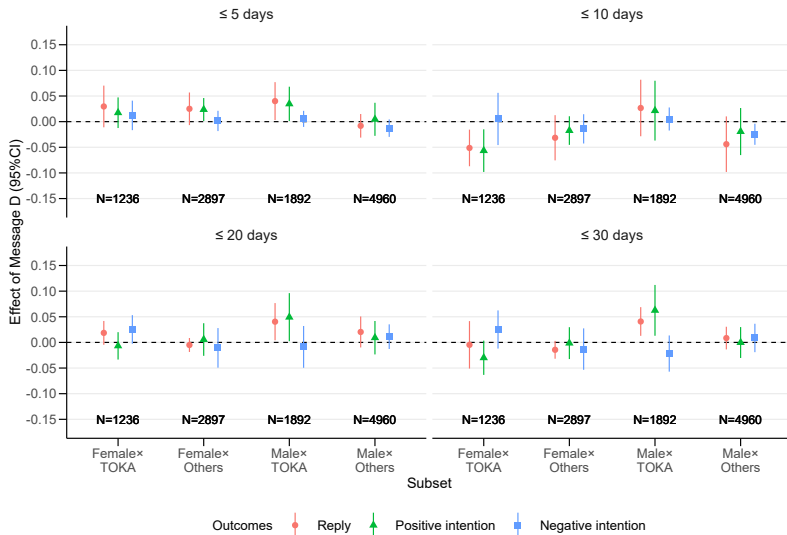 ≤ 5 days
≤ 10 days
0.15
0.10
0.05
0.00
-0.05
-0.10
-0.15
N=1236
N=2897
N=1892
N=4960
N=1236
N=2897
N=1892
N=4960
≤ 20 days
≤ 30 days
0.15
0.10
0.05
0.00
-0.05
-0.10
-0.15
N=1236
N=2897
N=1892
N=4960
N=1236
N=2897
N=1892
N=4960
Effect of Message D (95%CI)
Female×
TOKA
Female×
Others
Male×
TOKA
Male×
Others
Female×
TOKA
Female×
Others
Male×
TOKA
Male×
Others
Subset
Outcomes
Reply
Positive intention
Negative intention